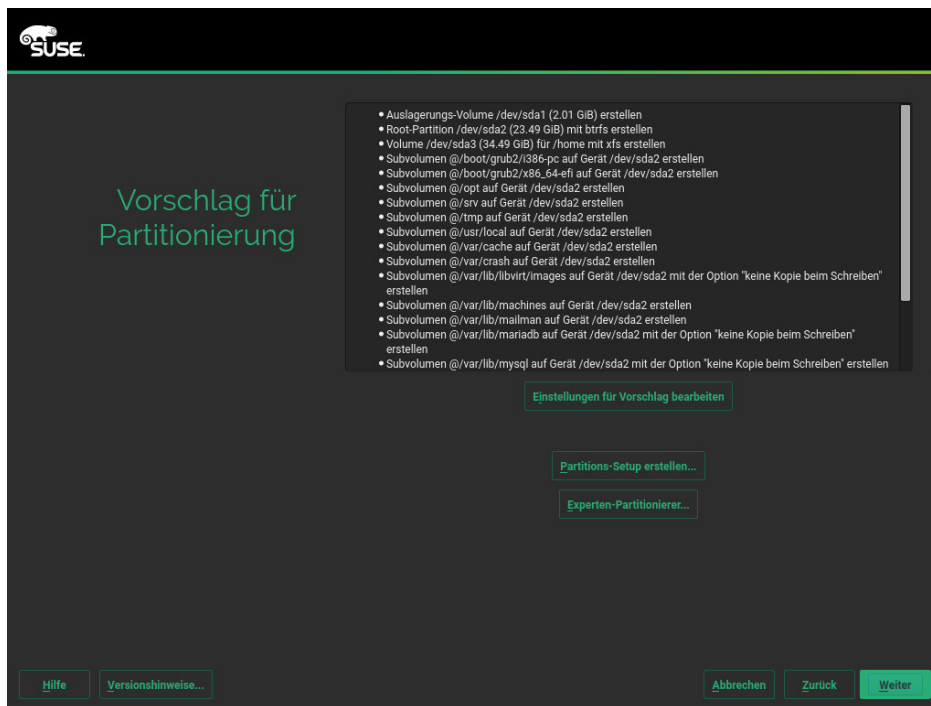 SUSE.
Vorschlag für
Partitionierung
• Auslagerungs-Volume /dev/sda1 (2.01 GiB) erstellen
• Root-Partition /dev/sda2 (23.49 GiB) mit btrfs erstellen
• Volume /dev/sda3 (34.49 GiB) für /home mit xfs erstellen
• Subvolumen @/boot/grub2/i386-pc auf Gerät /dev/sda2 erstellen
• Subvolumen @/boot/grub2/x86_64-efi auf Gerät /dev/sda2 erstellen
• Subvolumen @/opt auf Gerät /dev/sda2 erstellen
• Subvolumen @/srv auf Gerät /dev/sda2 erstellen
• Subvolumen @/tmp auf Gerät /dev/sda2 erstellen
• Subvolumen @/usr/local auf Gerät /dev/sda2 erstellen
• Subvolumen @/var/cache auf Gerät /dev/sda2 erstellen
• Subvolumen @/var/crash auf Gerät /dev/sda2 erstellen
• Subvolumen @/var/lib/libvirt/images auf Gerät /dev/sda2 mit der Option "keine Kopie beim Schreiben"
erstellen
• Subvolumen @/var/lib/machines auf Gerät /dev/sda2 erstellen
• Subvolumen @/var/lib/mailman auf Gerät /dev/sda2 erstellen
• Subvolumen @/var/lib/mariadb auf Gerät /dev/sda2 mit der Option "keine Kopie beim Schreiben"
erstellen
• Subvolumen @/var/lib/mysql auf Gerät /dev/sda2 mit der Option "keine Kopie beim Schreiben" erstellen
Einstellungen für Vorschlag bearbeiten
Partitions-Setup erstellen...
Experten-Partitionierer...
Hilfe
Versionshinweise...
Abbrechen
Zurück
Weiter